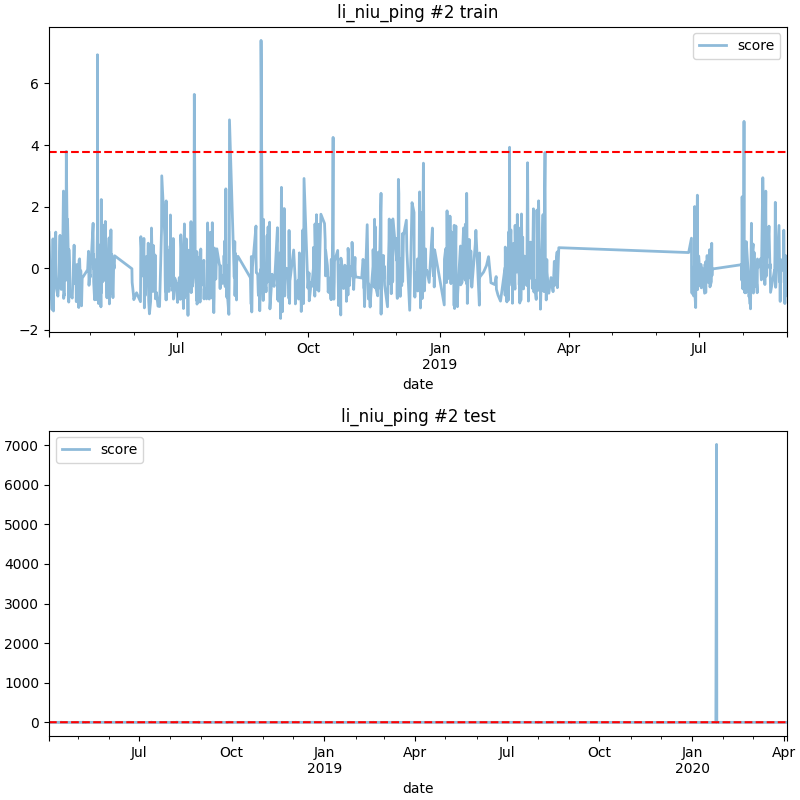 li_niu_ping #2 train
score
6
4
2
0
−2
Jul
Oct
Jan
2019
Apr
Jul
date
li_niu_ping #2 test
score
7000
6000
5000
4000
3000
2000
1000
0
Jul
Oct
Jan
2019
Apr
Jul
Oct
Jan
2020
Apr
date